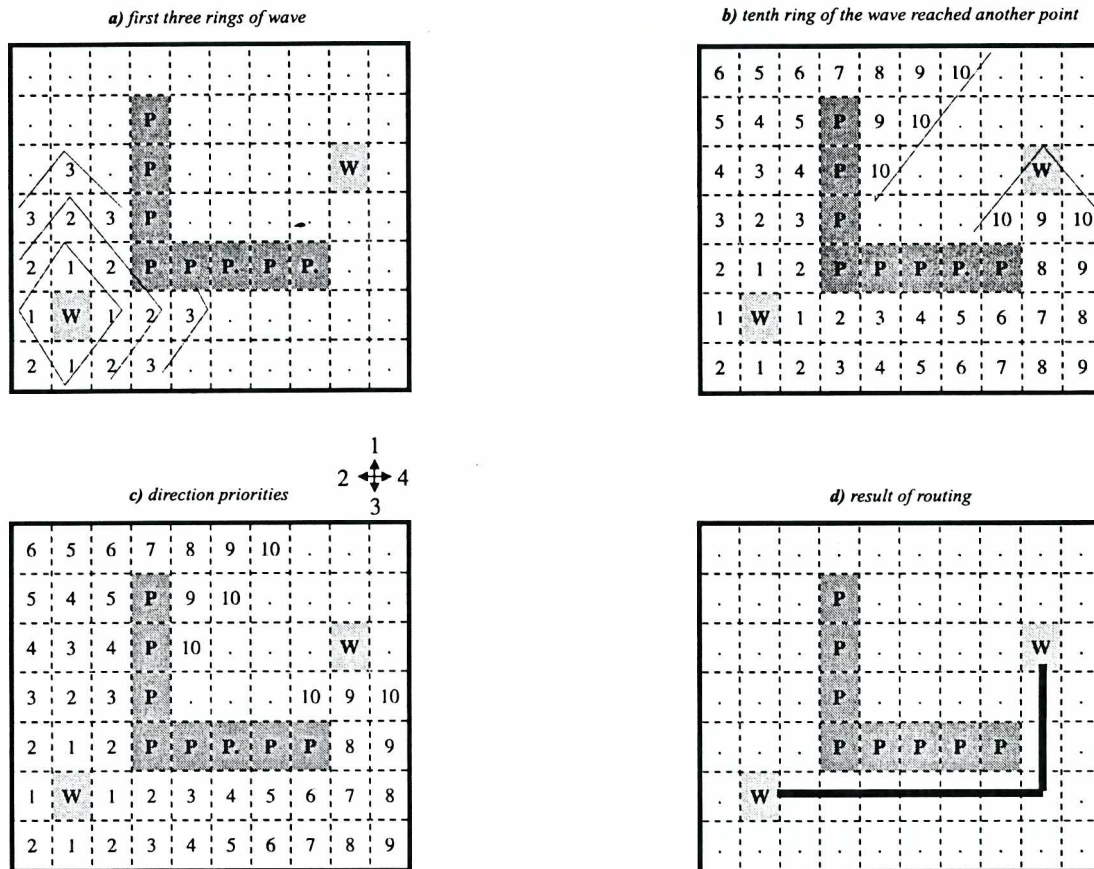 a) first three rings of wave
. . . . . . . . . .
. . . P . . . . . .
. 3 . P . . . . W .
3 2 3 P . . . . . .
2 1 2 P. P P. P P. . .
1 W 1 2 3 . . . . .
2 1 2 3 . . . . . .
b) tenth ring of the wave reached another point
6 5 6 7 8 9 10 . . .
5 4 5 P 9 10 . . . .
4 3 4 P 10 . . . W .
3 2 3 P . . . 10 9 10
2 1 2 P P P P. P 8 9
1 W 1 2 3 4 5 6 7 8
2 1 2 3 4 5 6 7 8 9
1
2 4
3
c) direction priorities
6 5 6 7 8 9 10 . . .
5 4 5 P 9 10 . . . .
4 3 4 P 10 . . . W .
3 2 3 P . . . 10 9 10
2 1 2 P P P. P P 8 9
1 W 1 2 3 4 5 6 7 8
2 1 2 3 4 5 6 7 8 9
d) result of routing
. . . . . . . . . .
. . . P . . . . . .
. . . P . . . . W .
. . . P . . . . . .
. . . P P P P P . .
. W .
. . . . . . . . . .